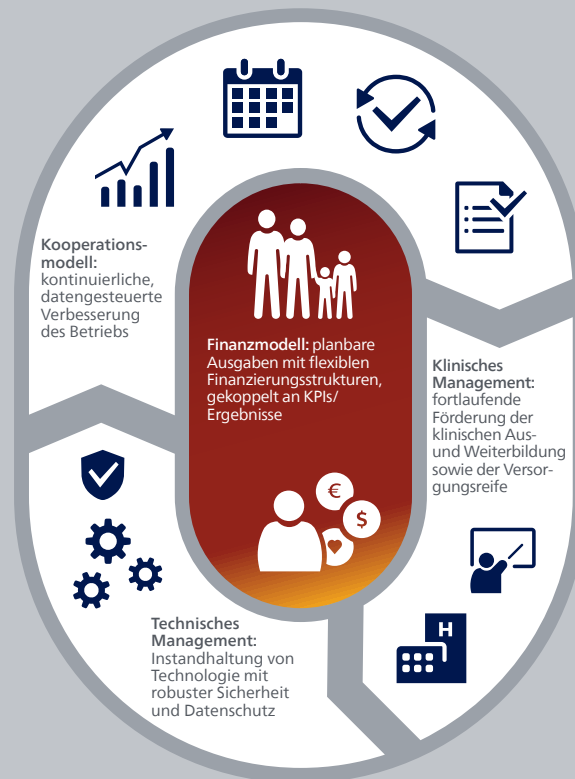 Kooperations-
modell:
kontinuierliche,
datengesteuerte
Verbesserung
des Betriebs
Finanzmodell: planbare
Ausgaben mit flexiblen
Finanzierungsstrukturen,
gekoppelt an KPIs/
Ergebnisse
Klinisches
Management:
fortlaufende
Förderung der
klinischen Aus-
und Weiterbildung
sowie der Versor-
gungsreife
€
$
H
Technisches
Management:
Instandhaltung von
Technologie mit
robuster Sicherheit
und Datenschutz